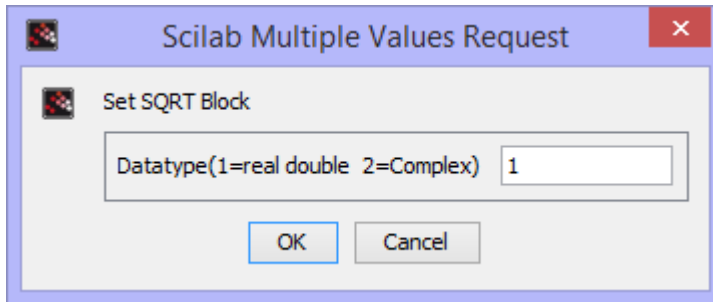 Scilab Multiple Values Request
Set SQRT Block
Datatype(1=real double  2=Complex) 1
OK Cancel